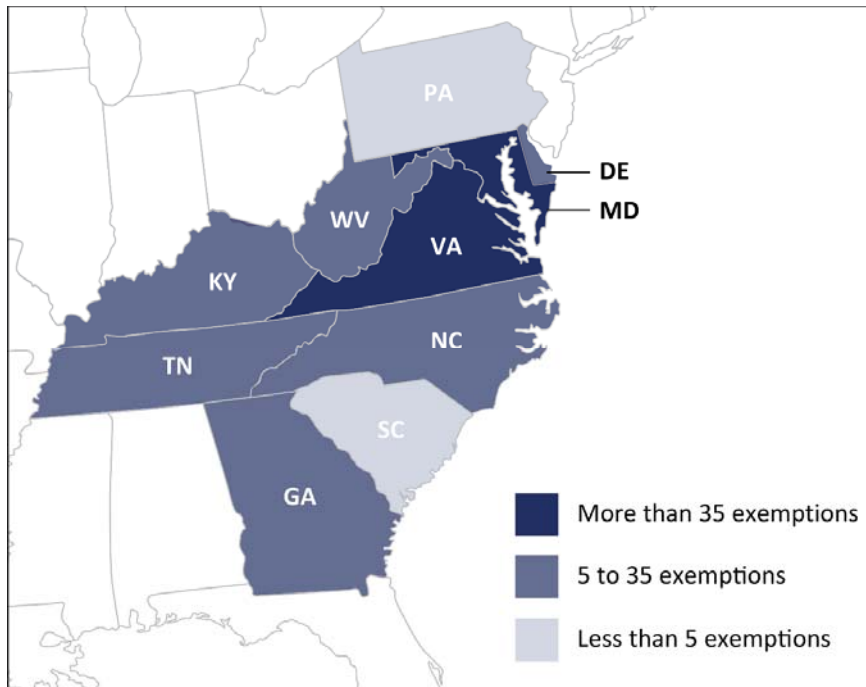 PA
DE
MD
WV
VA
KY
NC
TN
SC
GA
More than 35 exemptions
5 to 35 exemptions
Less than 5 exemptions